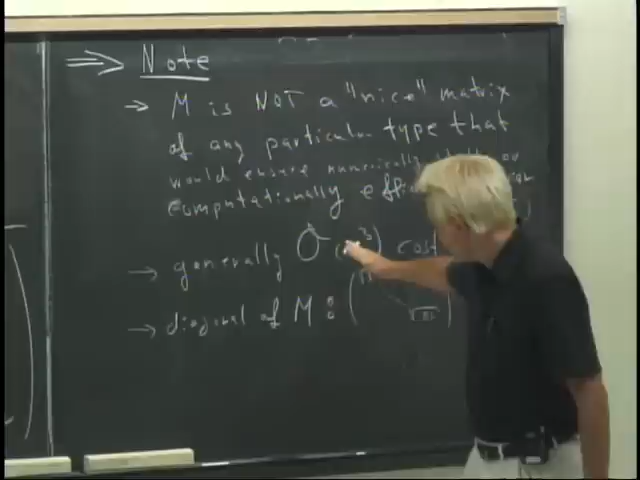 ⇒ Note
→ M is NOT a "nice" matrix
of any particular type that
would ensure numerically
computationally
→ generally O( cost
→ diagonal of M :